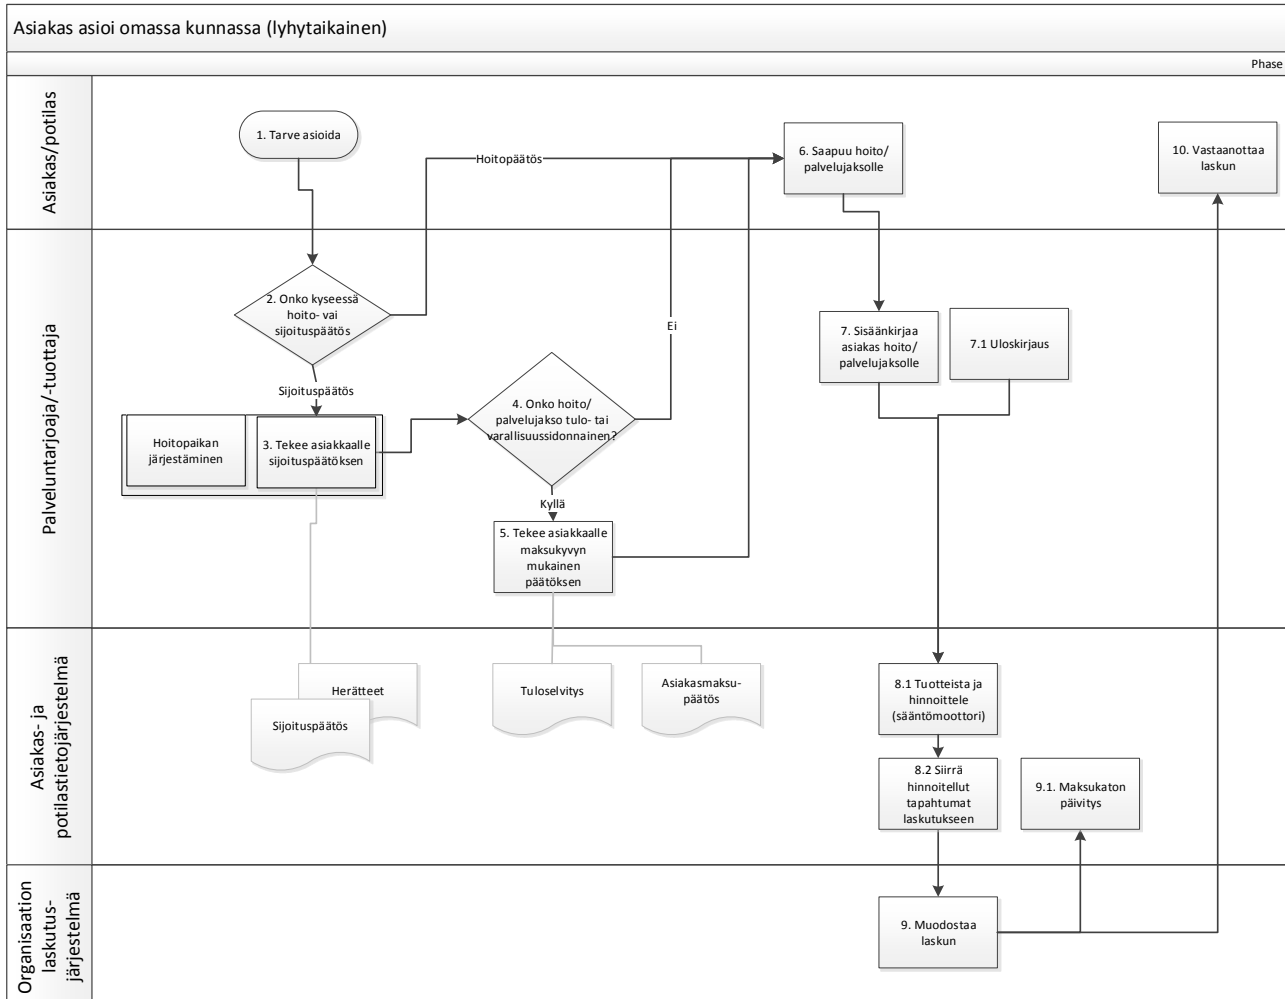 Asiakas asioi omassa kunnassa (lyhytaikainen)
Phase
Asiakas/potilas
1. Tarve asioida
Hoitopäätös
6. Saapuu hoito/
palvelujaksolle
10. Vastaanottaa
laskun
Palveluntarjoaja/-tuottaja
2. Onko kyseessä
hoito- vai
sijoituspäätös
Sijoituspäätös
Hoitopaikan
järjestäminen
3. Tekee asiakkaalle
sijoituspäätöksen
4. Onko hoito/
palvelujakso tulo- tai
varallisuussidonnainen?
Ei
Kyllä
5. Tekee asiakkaalle
maksukyvyn
mukainen
päätöksen
7. Sisäänkirjaa
asiakas hoito/
palvelujaksolle
7.1 Uloskirjaus
Asiakas- ja
potilastietojärjestelmä
Herätteet
Sijoituspäätös
Tuloselvitys
Asiakasmaksu-
päätös
8.1 Tuotteista ja
hinnoittele
(sääntömoottori)
8.2 Siirrä
hinnoitellut
tapahtumat
laskutukseen
9.1. Maksukaton
päivitys
Organisaation
laskutus-
järjestelmä
9. Muodostaa
laskun